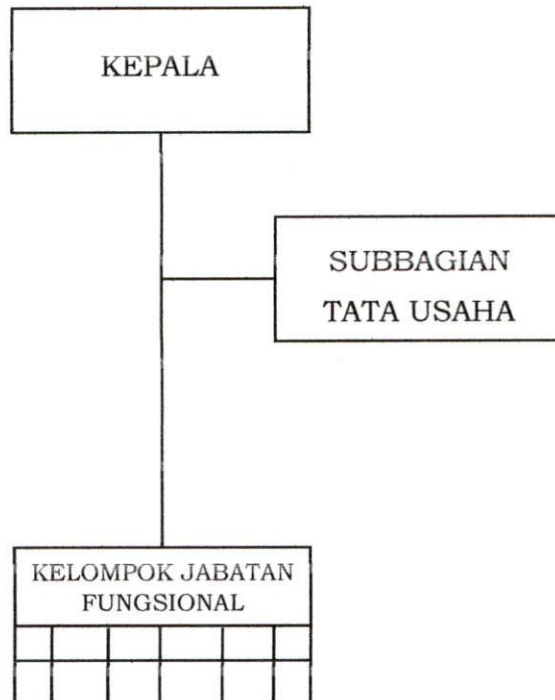 KEPALA
SUBBAGIAN
TATA USAHA
KELOMPOK JABATAN
FUNGSIONAL